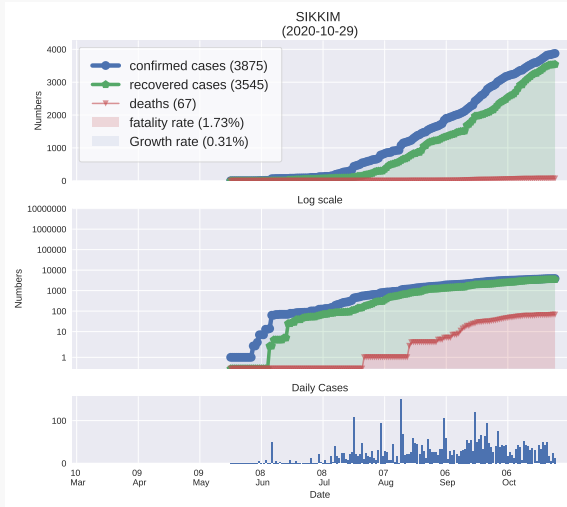 SIKKIM
(2020-10-29)
4000
3000
2000
1000
0
Numbers
confirmed cases (3875)
recovered cases (3545)
deaths (67)
fatality rate (1.73%)
Growth rate (0.31%)
Log scale
10000000
1000000
100000
10000
1000
100
10
1
Numbers
Daily Cases
100
0
10 09 09 08 08 07 06 06
Mar Apr May Jun Jul Aug Sep Oct
Date